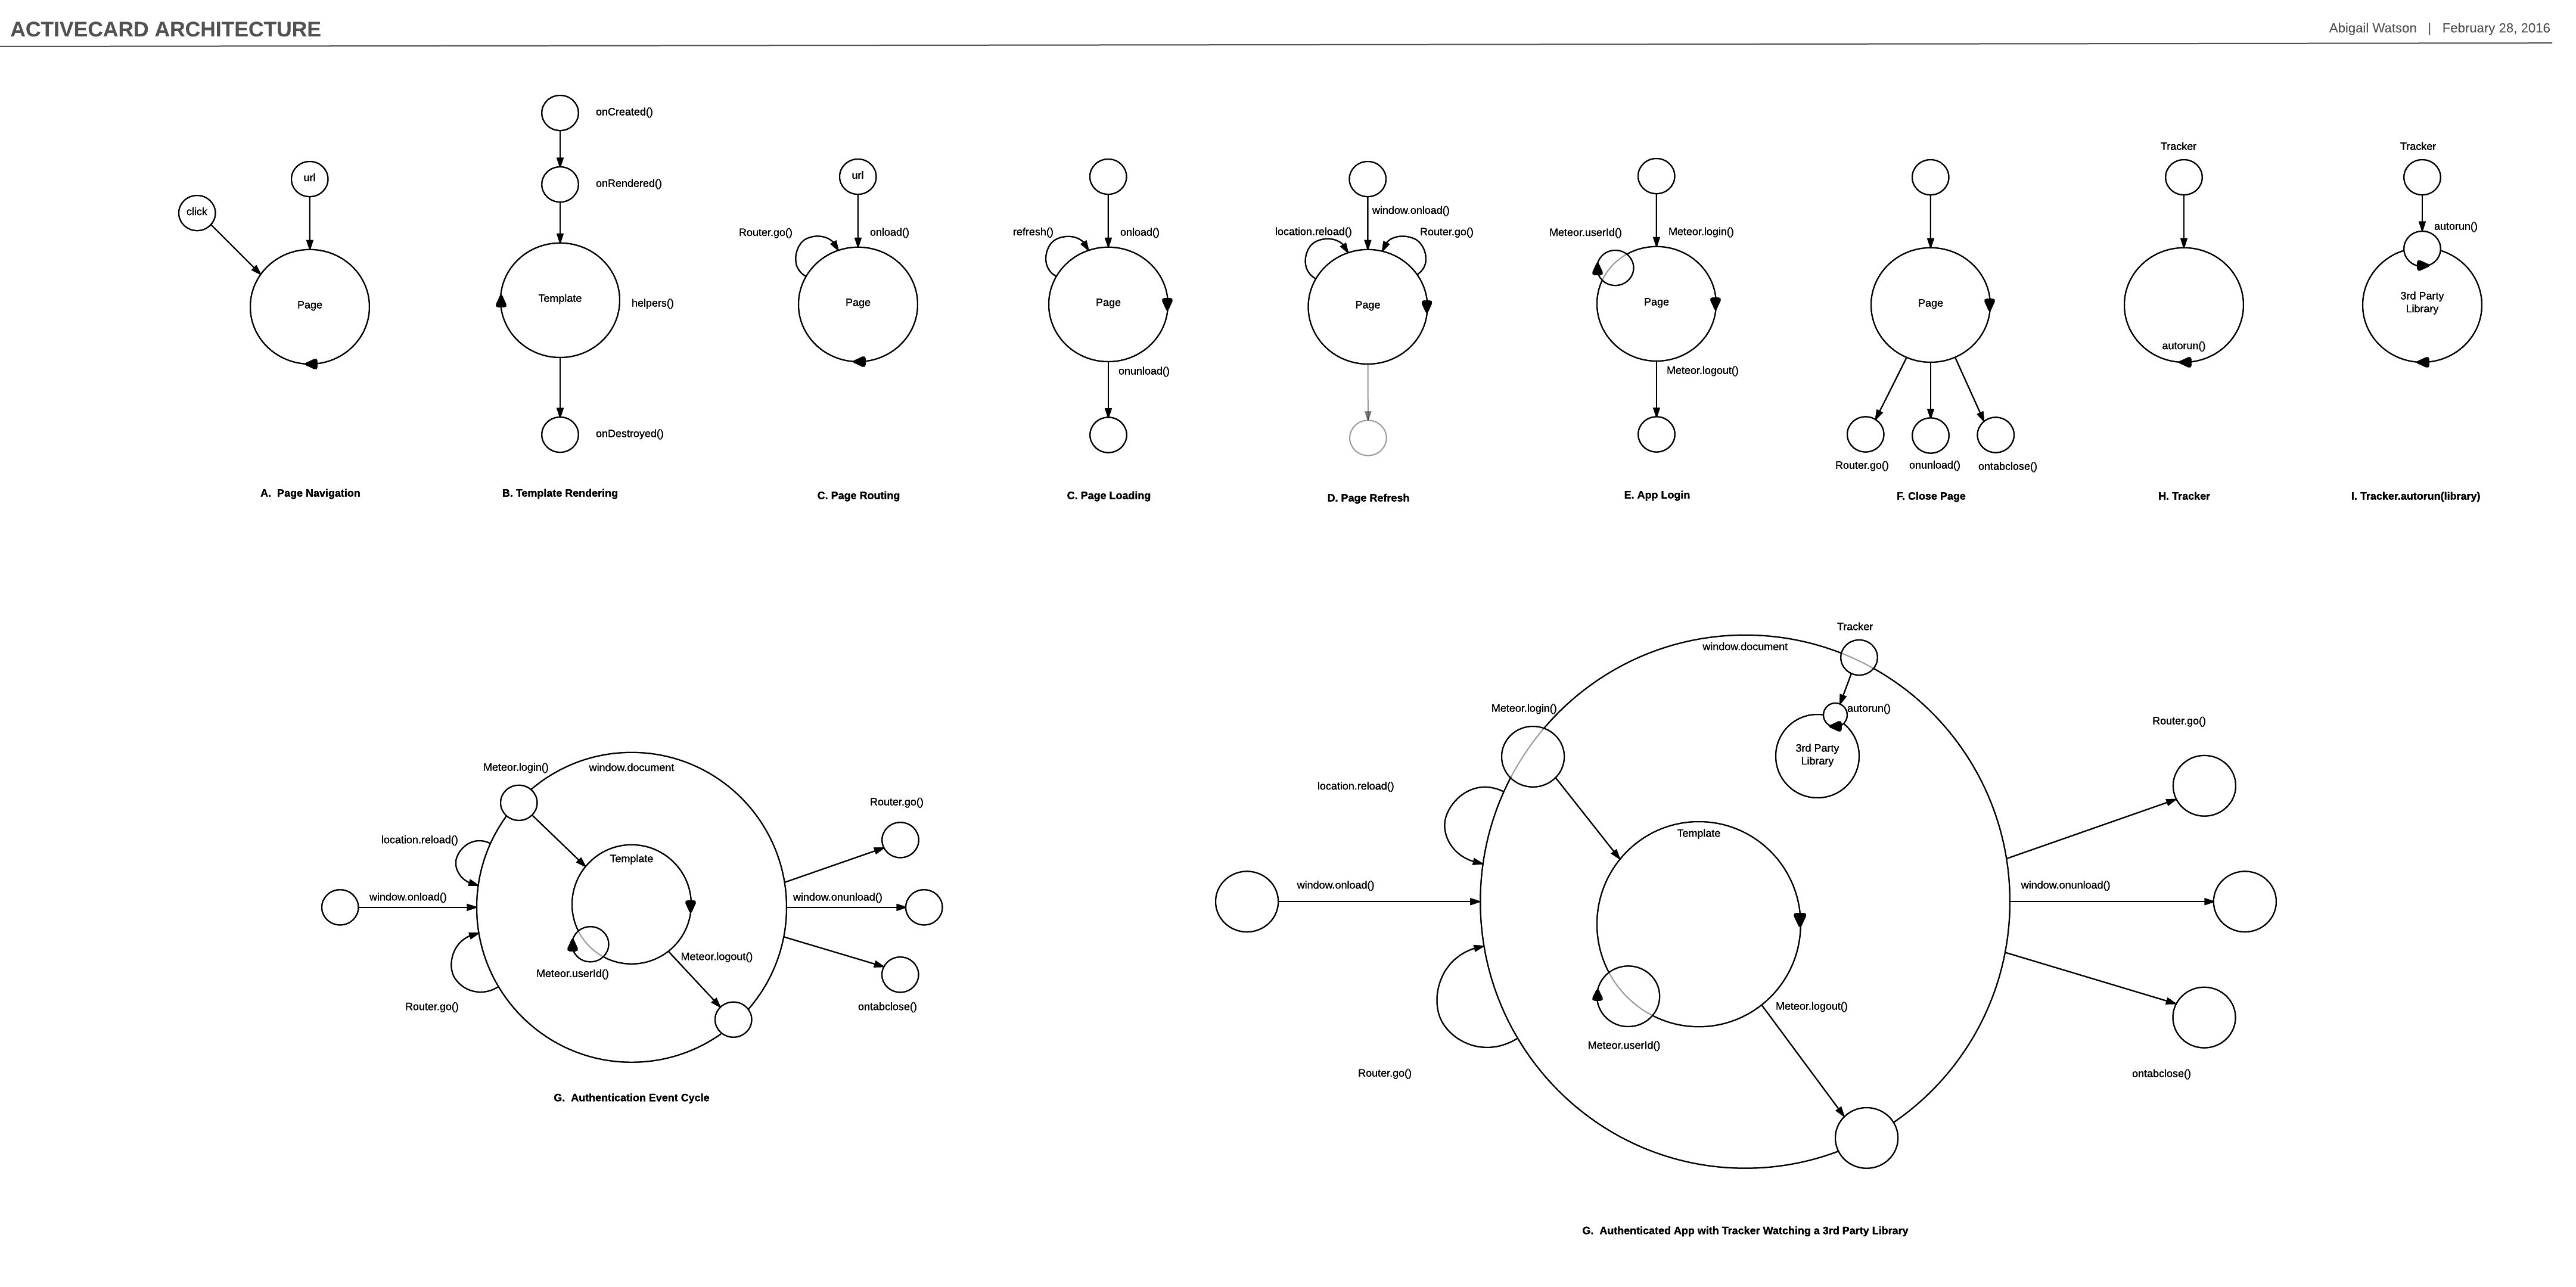 ACTIVECARD ARCHITECTURE
Abigail Watson | February 28, 2016
click
url
Page
A. Page Navigation
onCreated()
onRendered()
Template
helpers()
onDestroyed()
B. Template Rendering
url
Router.go()
onload()
Page
C. Page Routing
refresh()
onload()
Page
onunload()
C. Page Loading
window.onload()
location.reload()
Router.go()
Page
D. Page Refresh
Meteor.userId()
Meteor.login()
Page
Meteor.logout()
E. App Login
Page
Router.go()
onunload()
ontabclose()
F. Close Page
Tracker
autorun()
H. Tracker
Tracker
autorun()
3rd Party
Library
I. Tracker.autorun(library)
Meteor.login()
window.document
location.reload()
Router.go()
Template
window.onload()
window.onunload()
Meteor.logout()
Meteor.userId()
Router.go()
ontabclose()
G. Authentication Event Cycle
Tracker
window.document
Meteor.login()
autorun()
Router.go()
3rd Party
Library
location.reload()
Template
window.onload()
window.onunload()
Meteor.logout()
Meteor.userId()
Router.go()
ontabclose()
G. Authenticated App with Tracker Watching a 3rd Party Library